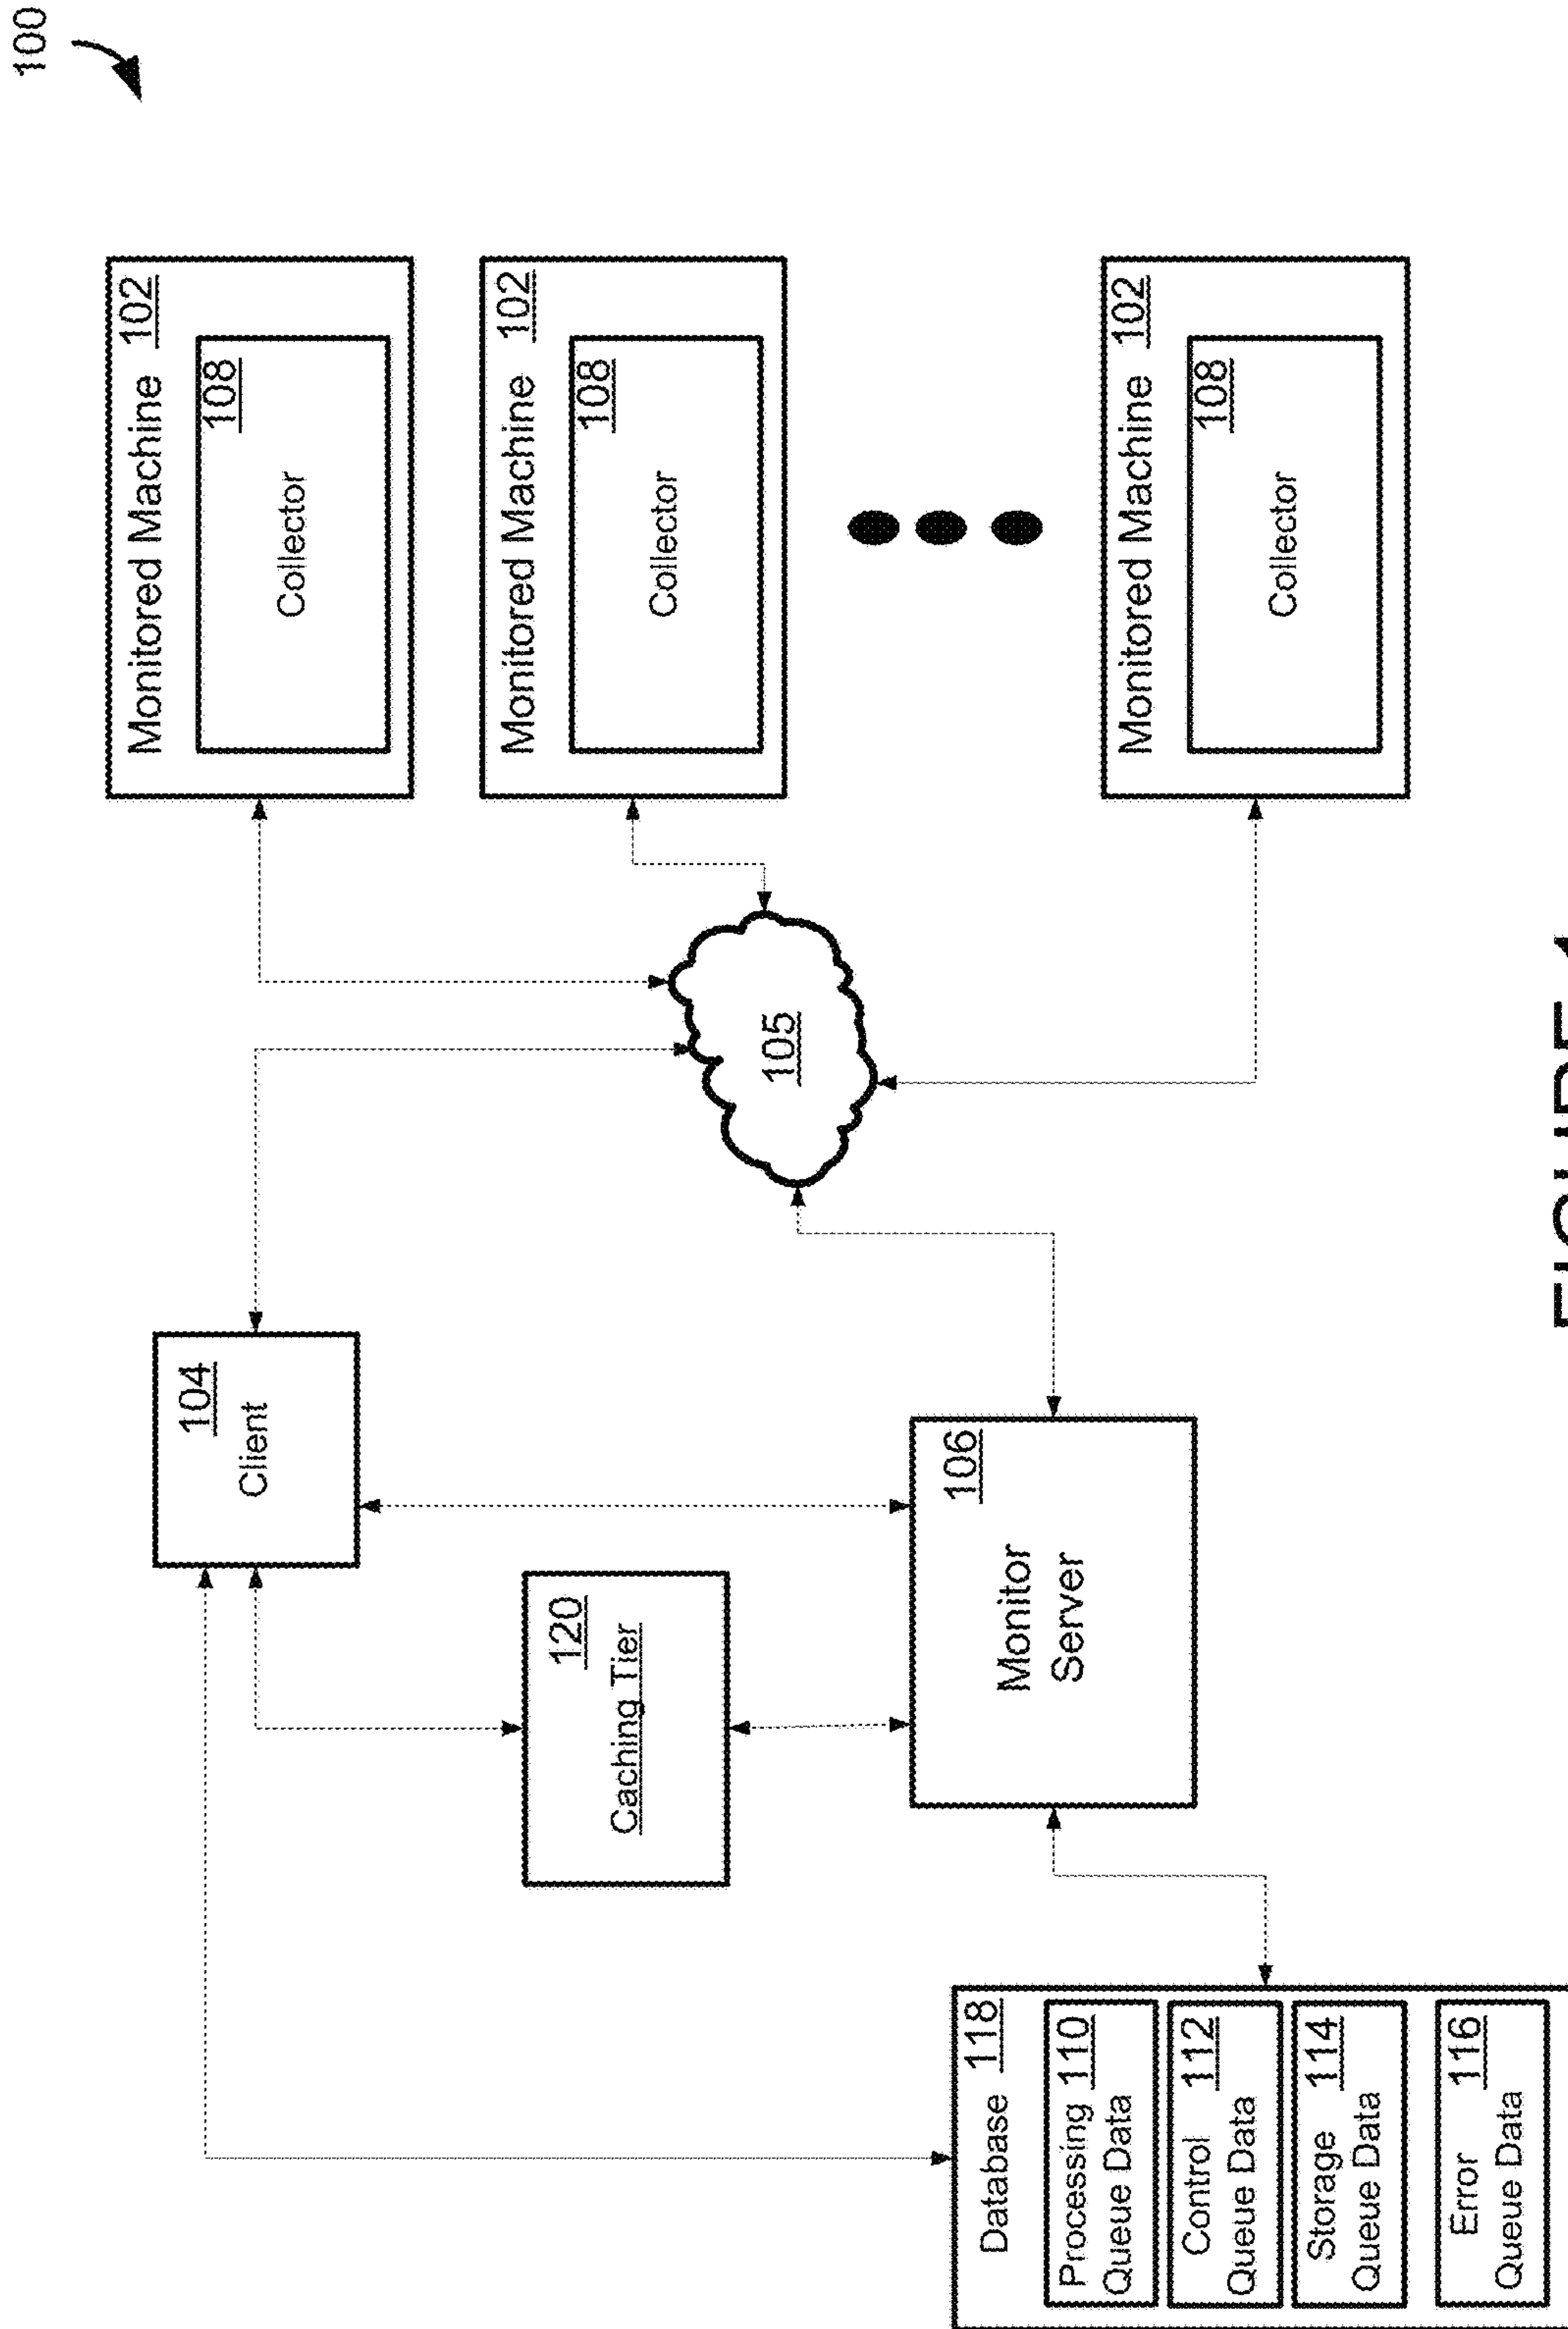 100
Monitored Machine 102
108
Collector
104
Client
Monitored Machine 102
108
Collector
120
Caching Tier
105
106
Monitor
Server
Database 118
Processing 110
Queue Data
Control 112
Queue Data
Storage 114
Queue Data
Error 116
Queue Data
Monitored Machine 102
108
Collector
FIGURE